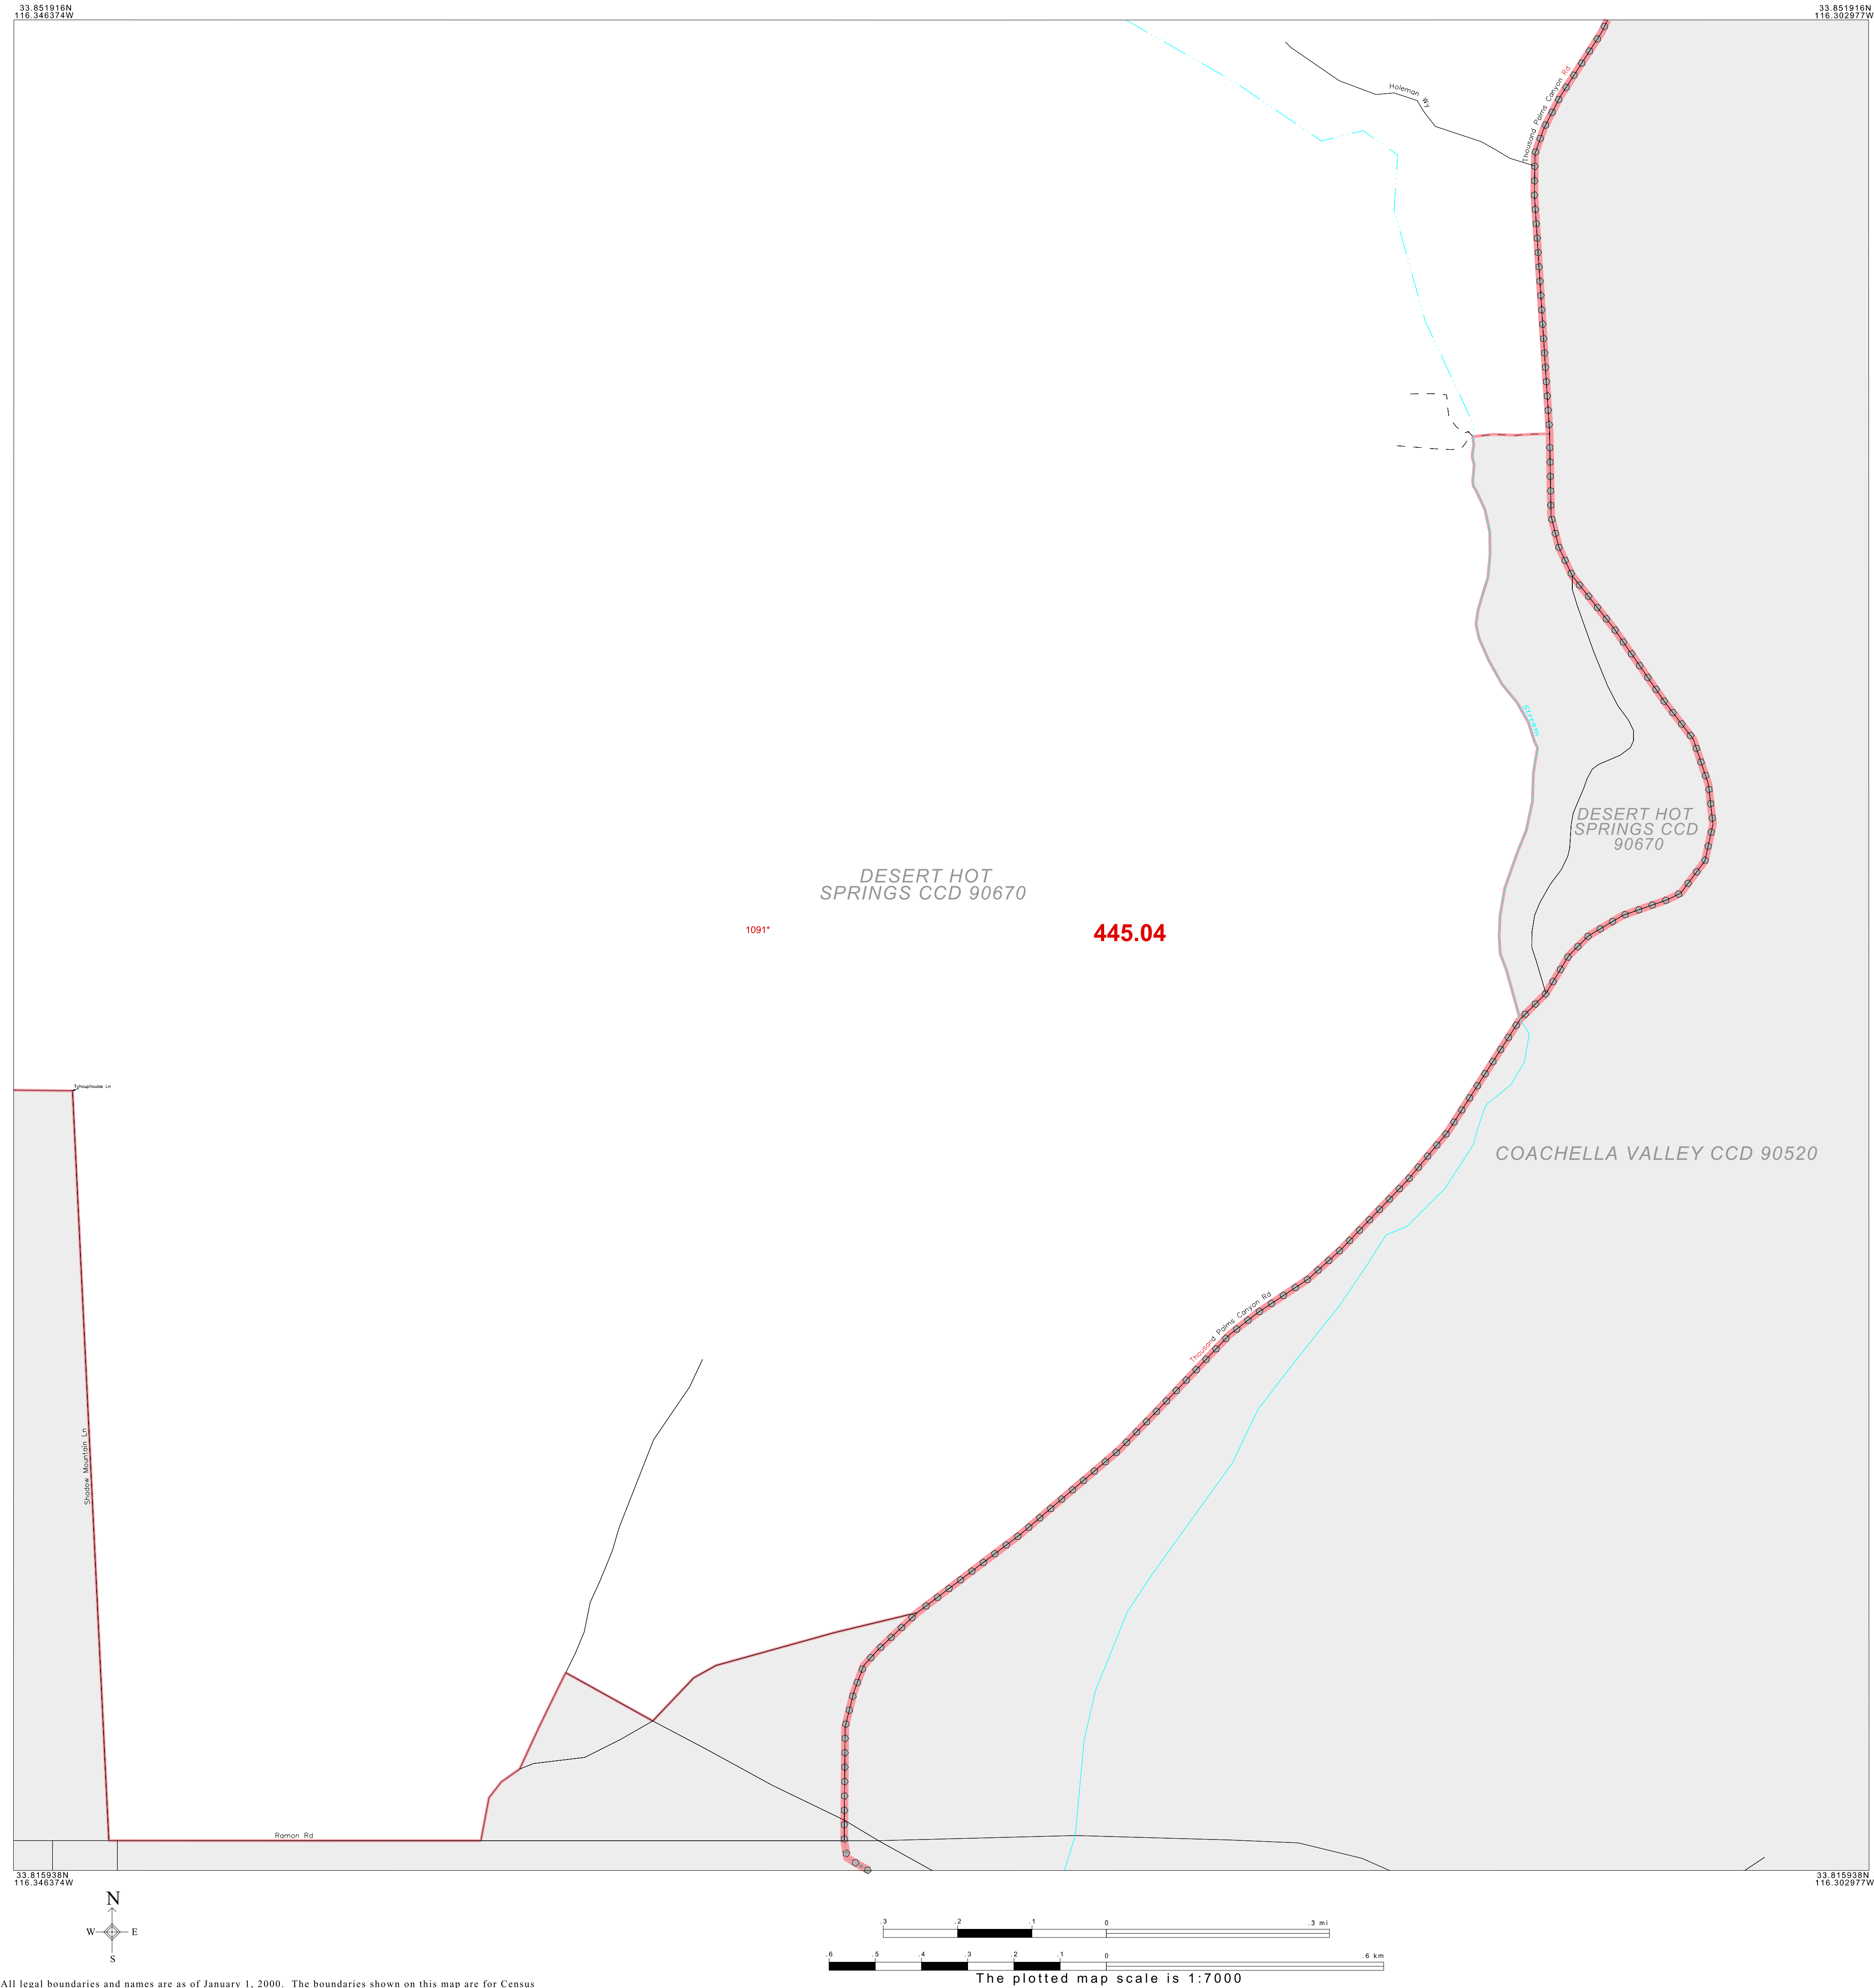 33.851916N
116.346374W
33.851916N
116.302977W
Thousand Palms Canyon Rd
Holeman Wy
Stream
DESERT HOT
SPRINGS CCD
90670
DESERT HOT
SPRINGS CCD 90670
1091*
445.04
Tchoupitoulas Ln
COACHELLA VALLEY CCD 90520
Thousand Palms Canyon Rd
Shadow Mountain Ln
Ramon Rd
33.815938N
116.346374W
33.815938N
116.302977W
N
W E
S
.3 .2 .1 0 .3 mi
.6 .5 .4 .3 .2 .1 0 .6 km
The plotted map scale is 1:7000
All legal boundaries and names are as of January 1, 2000. The boundaries shown on this map are for Census